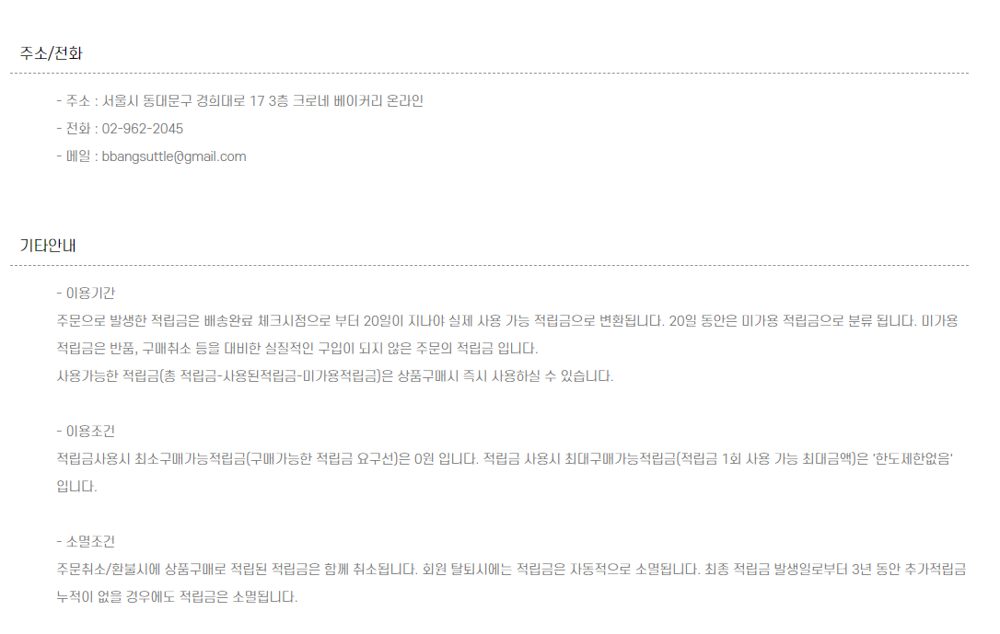 주소/전화
- 주소 : 서울시 동대문구 경희대로 17 3층 크로네 베이커리 온라인
- 전화 : 02-962-2045
- 메일 : bbangsuttle@gmail.com
기타안내
- 이용기간
주문으로 발생한 적립금은 배송완료 체크시점으로 부터 20일이 지나야 실제 사용 가능 적립금으로 변환됩니다. 20일 동안은 미가용 적립금으로 분류 됩니다. 미가용
적립금은 반품, 구매취소 등을 대비한 실질적인 구입이 되지 않은 주문의 적립금 입니다.
사용가능한 적립금(총 적립금-사용된적립금-미가용적립금)은 상품구매시 즉시 사용하실 수 있습니다.
- 이용조건
적립금사용시 최소구매가능적립금(구매가능한 적립금 요구선)은 0원 입니다. 적립금 사용시 최대구매가능적립금(적립금 1회 사용 가능 최대금액)은 '한도제한없음'
입니다.
- 소멸조건
주문취소/환불시에 상품구매로 적립된 적립금은 함께 취소됩니다. 회원 탈퇴시에는 적립금은 자동적으로 소멸됩니다. 최종 적립금 발생일로부터 3년 동안 추가적립금
누적이 없을 경우에도 적립금은 소멸됩니다.